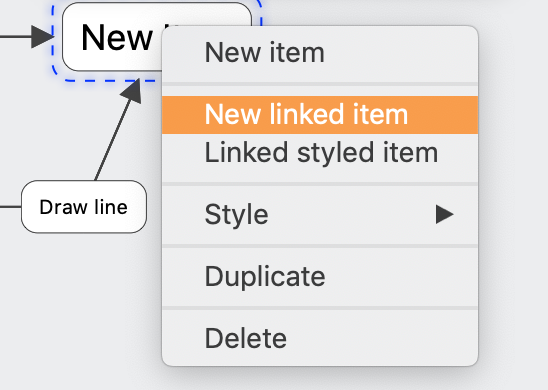 New
New item
New linked item
Linked styled item
Draw line
Style
Duplicate
Delete